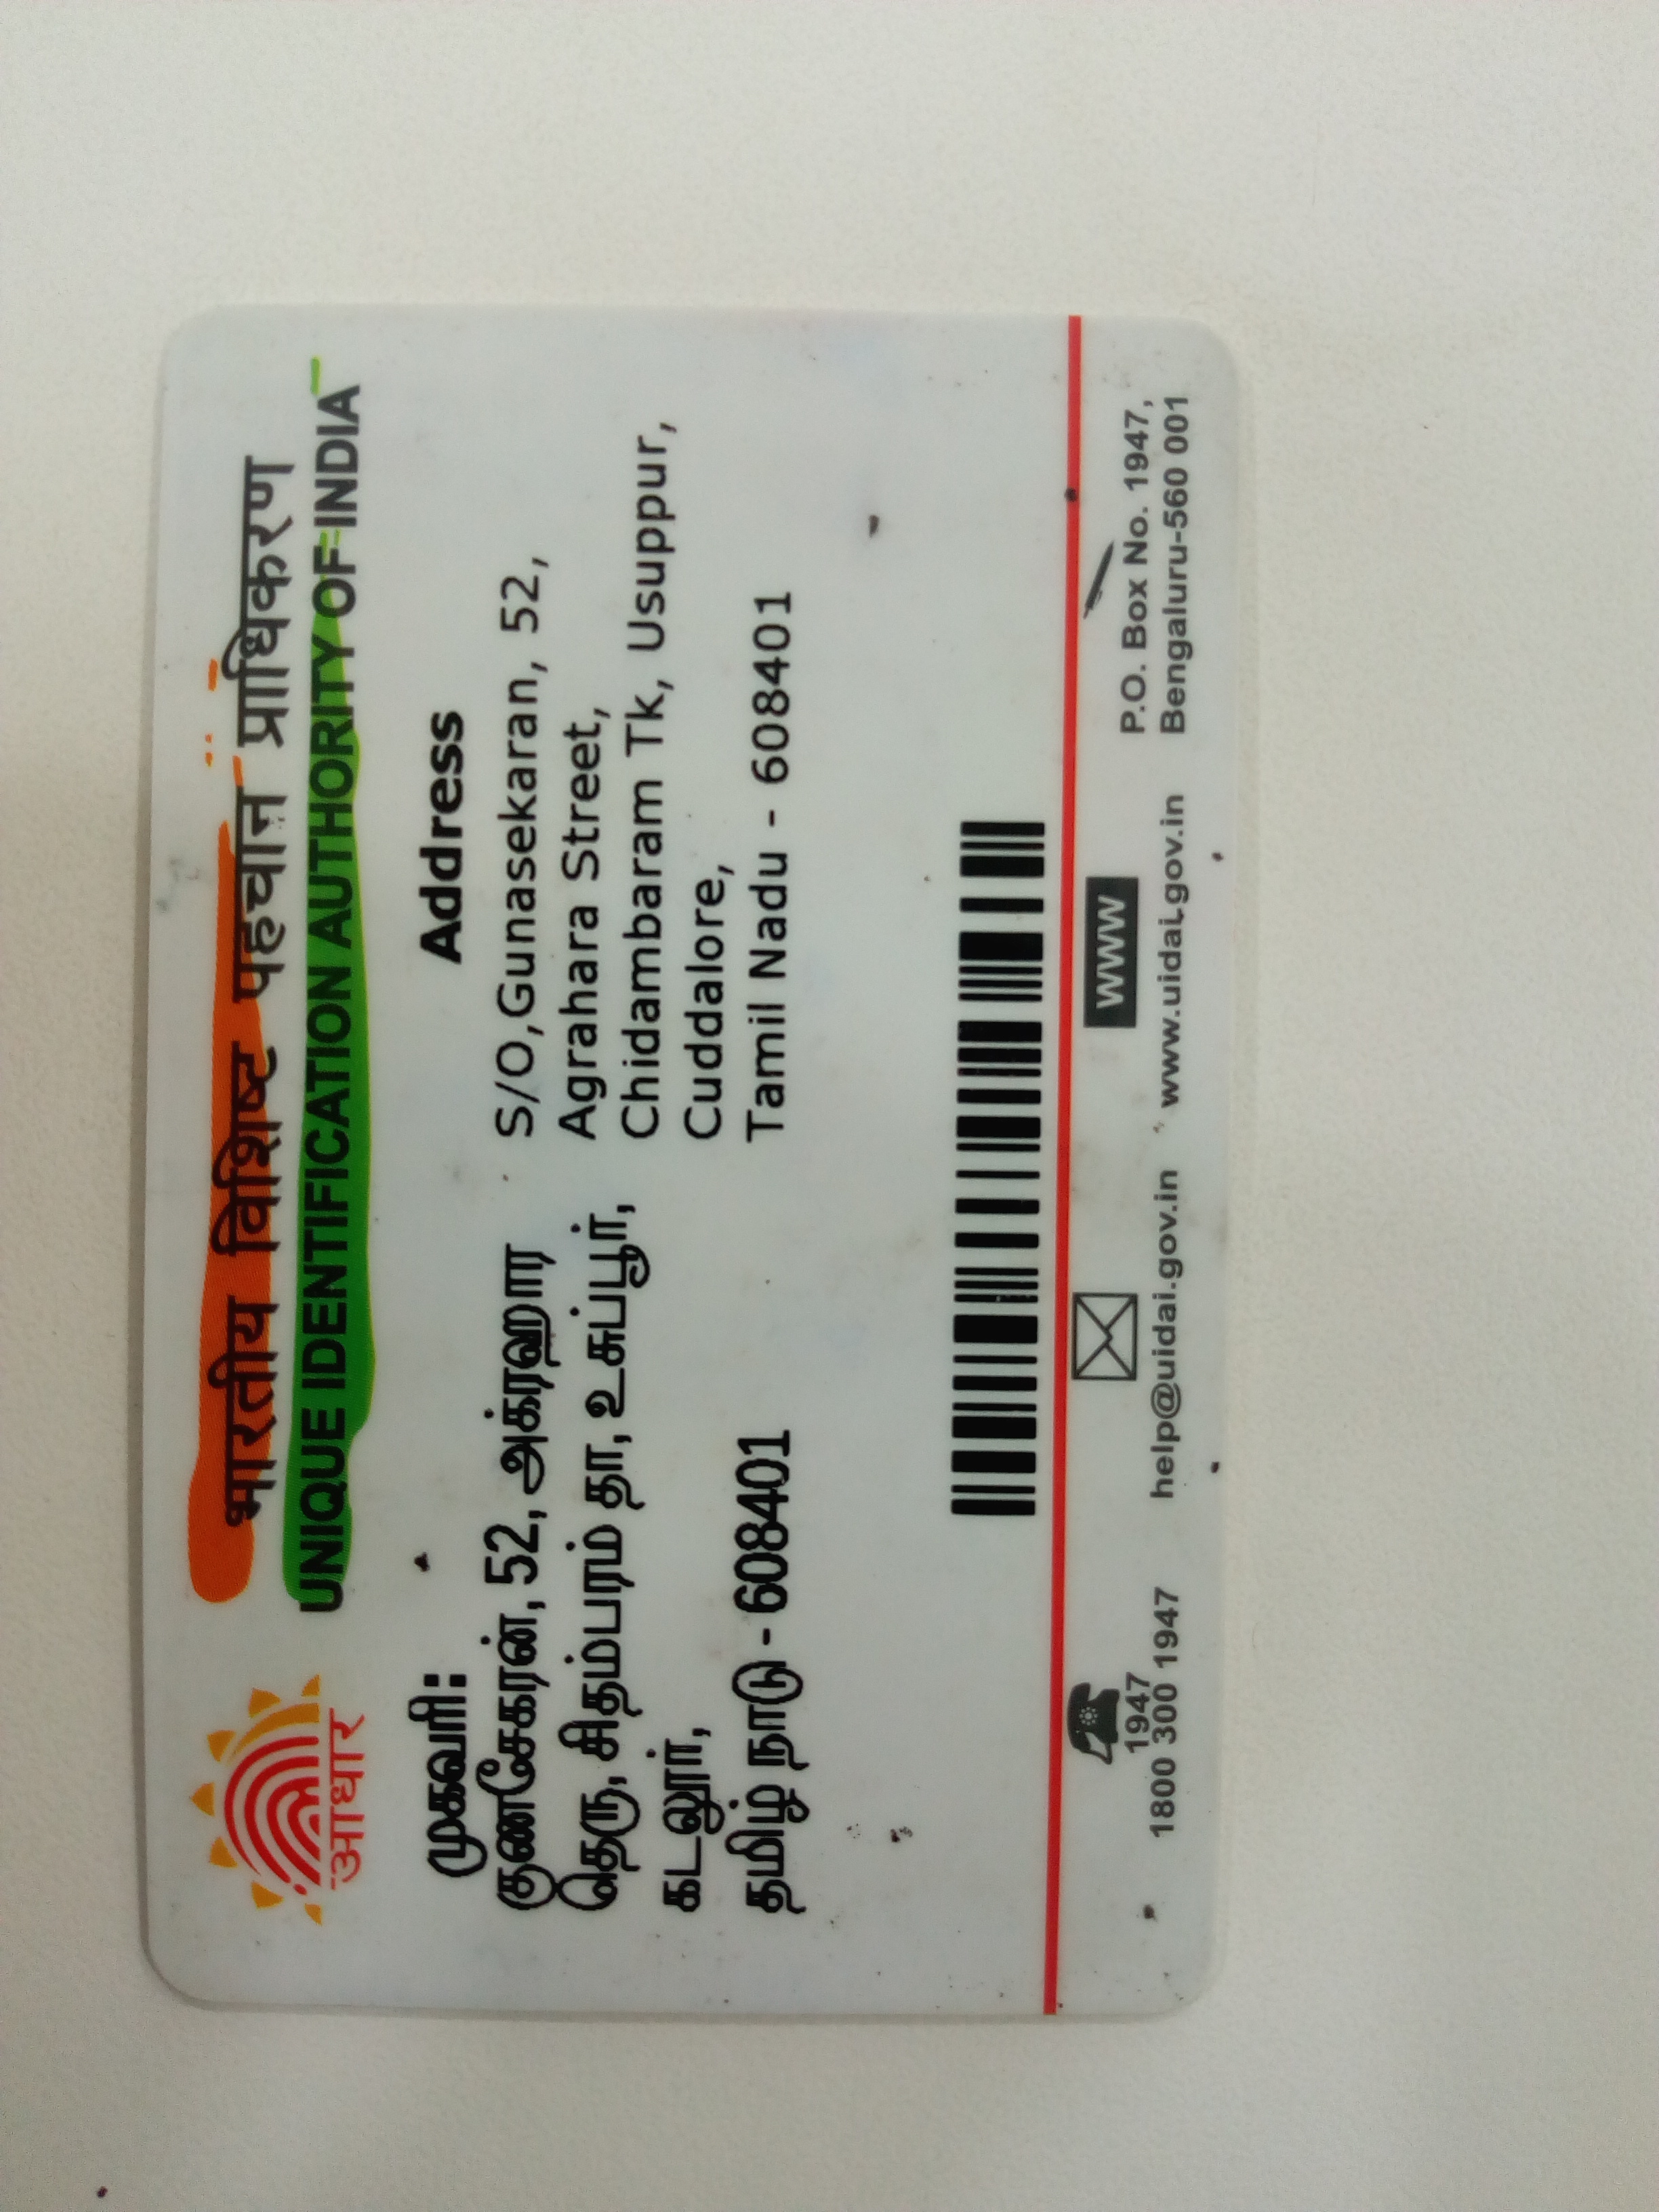 भारतीय विशिष्ट पहचान प्राधिकरण
UNIQUE IDENTIFICATION AUTHORITY OF INDIA
आधार
முகவரி:
குணசேகரன், 52, அக்ரஹார
தெரு, சிதம்பரம் தா, உசுப்பூர்,
கடலூர்,
தமிழ் நாடு - 608401
Address
S/O,Gunasekaran, 52,
Agrahara Street,
Chidambaram Tk, Usuppur,
Cuddalore,
Tamil Nadu - 608401
1947
1800 300 1947
help@uidai.gov.in
WWW
www.uidai.gov.in
P.O. Box No. 1947,
Bengaluru-560 001